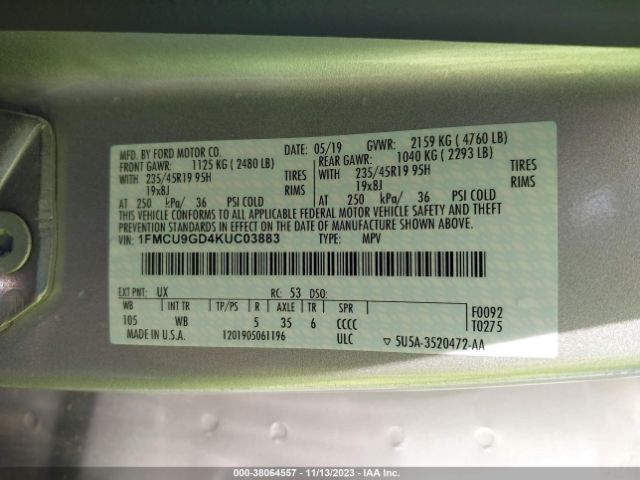 MFD. BY FORD MOTOR CO. DATE: 05/19 GVWR: 2159 KG ( 4760 LB)
FRONT GAWR: 1125 KG ( 2480 LB) REAR GAWR: 1040 KG ( 2293 LB)
WITH 235/45R19 95H TIRES WITH 235/45R19 95H TIRES
19x8J RIMS 19x8J RIMS
AT 250 kPa/ 36 PSI COLD AT 250 kPa/ 36 PSI COLD
THIS VEHICLE CONFORMS TO ALL APPLICABLE FEDERAL MOTOR VEHICLE SAFETY AND THEFT
PREVENTION STANDARDS IN EFFECT ON THE DATE OF MANUFACTURE SHOWN ABOVE.
VIN: 1FMCU9GD4KUC03883 TYPE: MPV
EXT PNT: UX RC: 53 DSO:
WB INT TR TP/PS R AXLE TR SPR F0092
105 WB 5 35 6 CCCC T0275
MADE IN U.S.A. 1201905061196 ULC ▽ 5U5A-3520472-AA
000-38064557 - 11/13/2023 - IAA Inc.